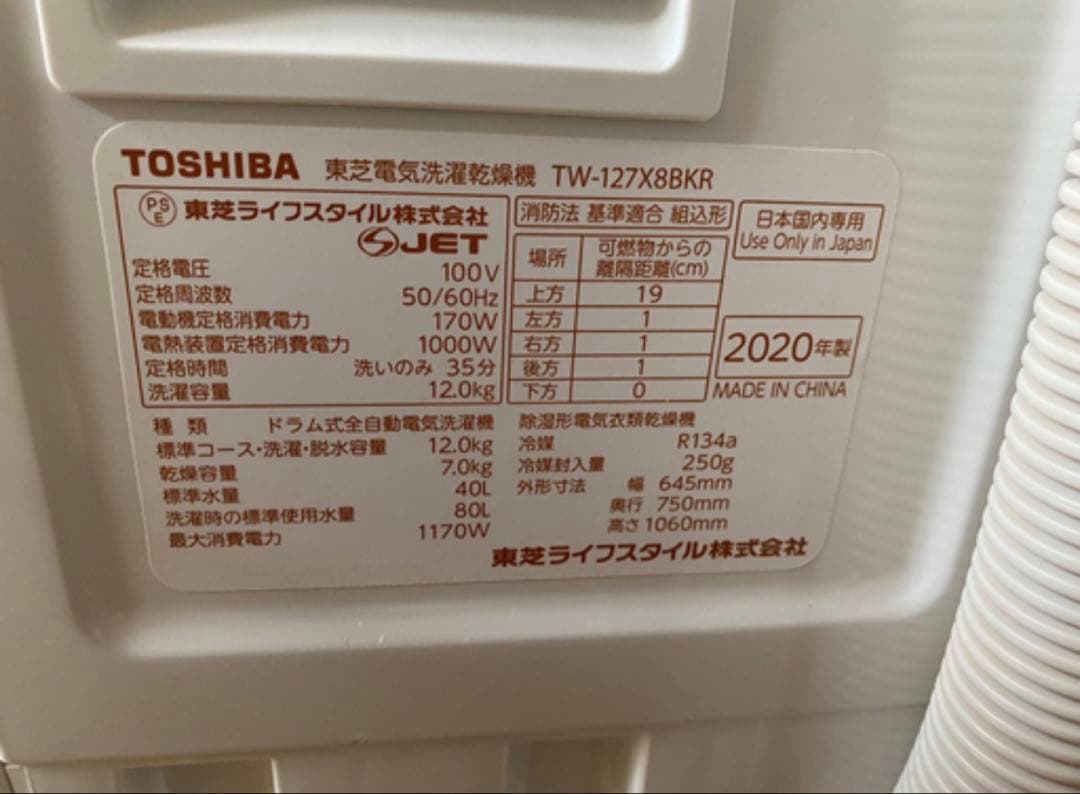 TOSHIBA 東芝電気洗濯乾燥機 TW-127X8BKR
PSE 東芝ライフスタイル株式会社
S JET
定格電圧 100V
定格周波数 50/60Hz
電動機定格消費電力 170W
電熱装置定格消費電力 1000W
定格時間 洗いのみ 35分
洗濯容量 12.0kg
消防法 基準適合 組込形
場所 可燃物からの
離隔距離(cm)
上方 19
左方 1
右方 1
後方 1
下方 0
日本国内専用
Use Only in Japan
2020年製
MADE IN CHINA
種類 ドラム式全自動電気洗濯機
標準コース・洗濯・脱水容量 12.0kg
乾燥容量 7.0kg
標準水量 40L
洗濯時の標準使用水量 80L
最大消費電力 1170W
除湿形電気衣類乾燥機
冷媒 R134a
冷媒封入量 250g
外形寸法 幅 645mm
奥行 750mm
高さ 1060mm
東芝ライフスタイル株式会社